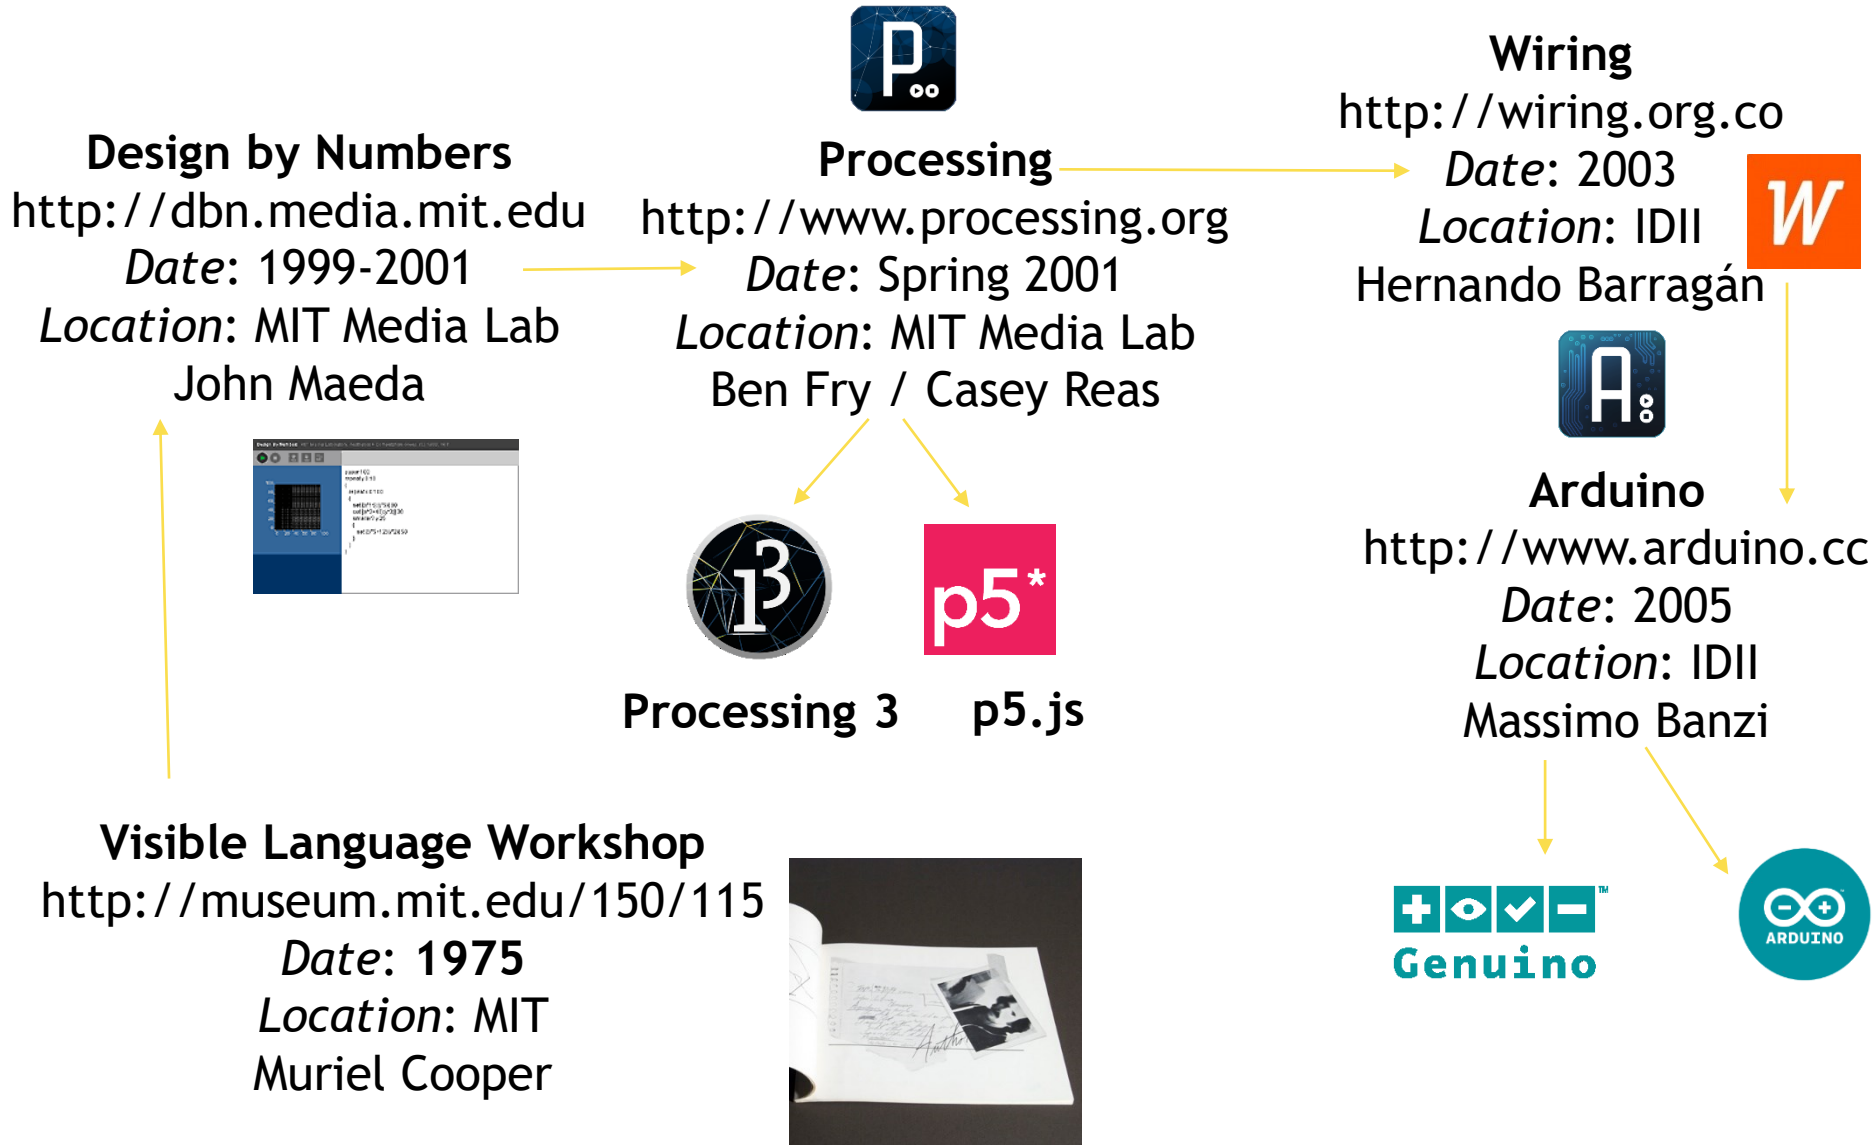 Design by Numbers
http://dbn.media.mit.edu
Date: 1999-2001
Location: MIT Media Lab
John Maeda
Processing
http://www.processing.org
Date: Spring 2001
Location: MIT Media Lab
Ben Fry / Casey Reas
Wiring
http://wiring.org.co
Date: 2003
Location: IDII
Hernando Barragán
W
A
Arduino
http://www.arduino.cc
Date: 2005
Location: IDII
Massimo Banzi
P
3
p5*
Processing 3
p5.js
Visible Language Workshop
http://museum.mit.edu/150/115
Date: 1975
Location: MIT
Muriel Cooper
Genuino
TM
ARDUINO